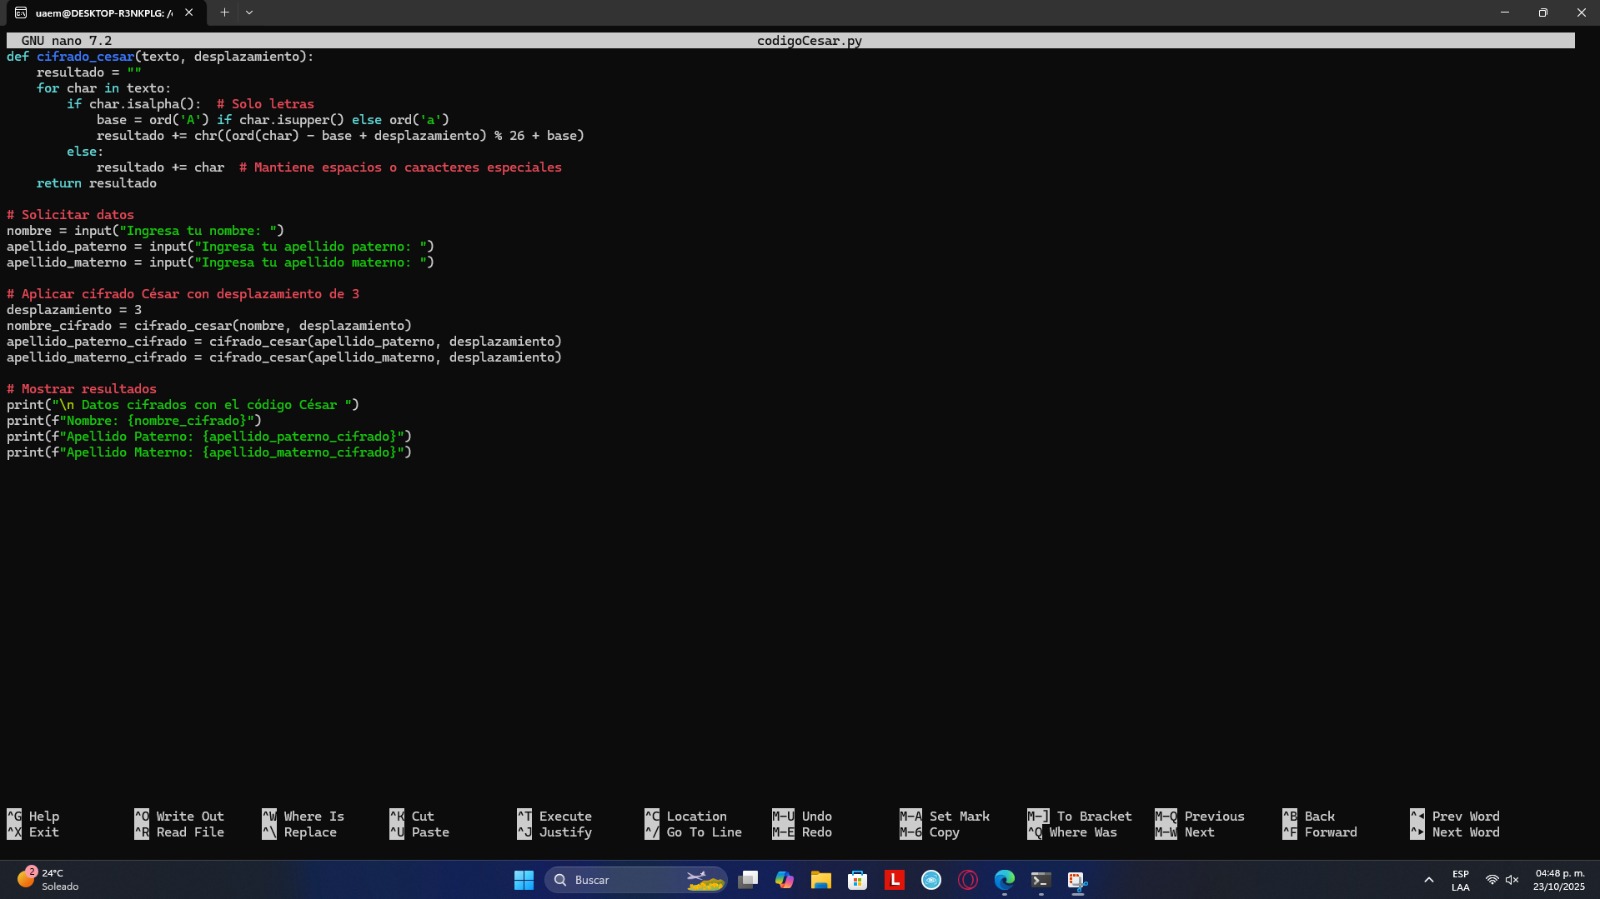 uaem@DESKTOP-R3NKPLG: /
GNU nano 7.2 codigoCesar.py
def cifrado_cesar(texto, desplazamiento):
    resultado = ""
    for char in texto:
        if char.isalpha():  # Solo letras
            base = ord('A') if char.isupper() else ord('a')
            resultado += chr((ord(char) - base + desplazamiento) % 26 + base)
        else:
            resultado += char  # Mantiene espacios o caracteres especiales
    return resultado

# Solicitar datos
nombre = input("Ingresa tu nombre: ")
apellido_paterno = input("Ingresa tu apellido paterno: ")
apellido_materno = input("Ingresa tu apellido materno: ")

# Aplicar cifrado César con desplazamiento de 3
desplazamiento = 3
nombre_cifrado = cifrado_cesar(nombre, desplazamiento)
apellido_paterno_cifrado = cifrado_cesar(apellido_paterno, desplazamiento)
apellido_materno_cifrado = cifrado_cesar(apellido_materno, desplazamiento)

# Mostrar resultados
print("\n Datos cifrados con el código César ")
print(f"Nombre: {nombre_cifrado}")
print(f"Apellido Paterno: {apellido_paterno_cifrado}")
print(f"Apellido Materno: {apellido_materno_cifrado}")

^G Help ^O Write Out ^W Where Is ^K Cut ^T Execute ^C Location M-U Undo M-A Set Mark M-] To Bracket M-Q Previous ^B Back ^◂ Prev Word
^X Exit ^R Read File ^\ Replace ^U Paste ^J Justify ^/ Go To Line M-E Redo M-6 Copy ^Q Where Was M-W Next ^F Forward ^▸ Next Word
2
24°C
Soleado
Buscar
L
ESP
LAA
04:48 p. m.
23/10/2025